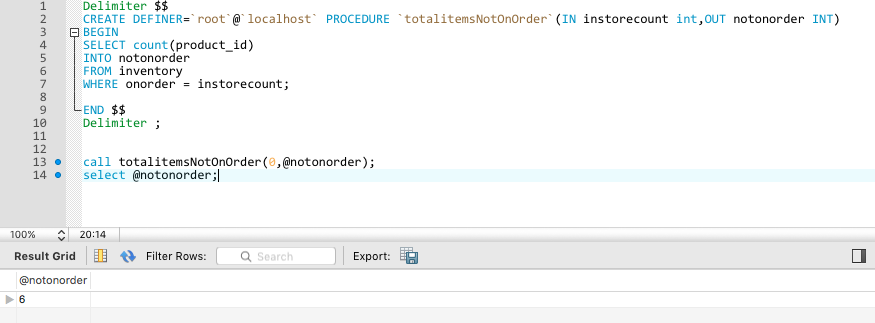 1 Delimiter $$
2 CREATE DEFINER=`root`@`localhost` PROCEDURE `totalitemsNotOnOrder`(IN instorecount int,OUT notonorder INT)
3 BEGIN
4 SELECT count(product_id)
5 INTO notonorder
6 FROM inventory
7 WHERE onorder = instorecount;
8
9 END $$
10 Delimiter ;
11
12
13 call totalitemsNotOnOrder(0,@notonorder);
14 select @notonorder;
100% 20:14
Result Grid Filter Rows: Search Export:
@notonorder
6